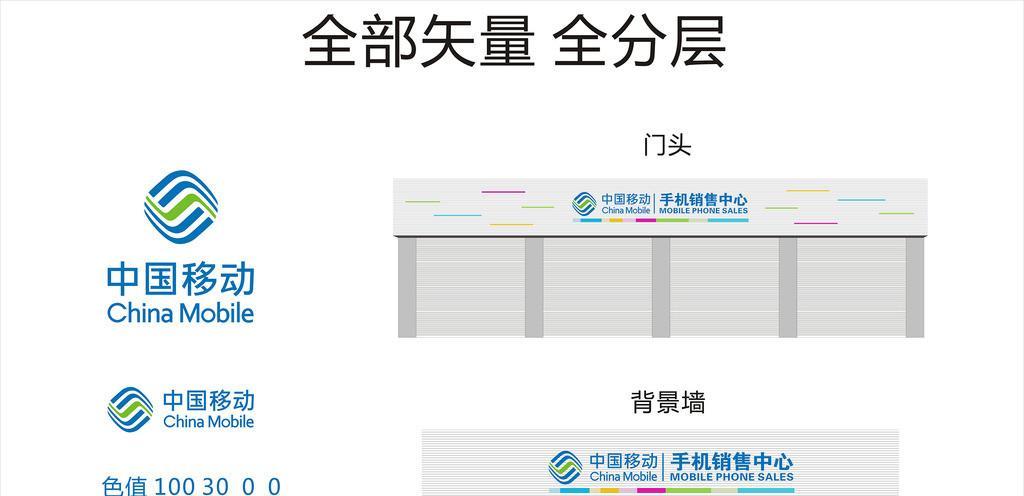 全部矢量 全分层
门头
中国移动
China Mobile
手机销售中心
MOBILE PHONE SALES
中国移动
China Mobile
中国移动
China Mobile
背景墙
中国移动
China Mobile
手机销售中心
MOBILE PHONE SALES
色值 100 30 0 0